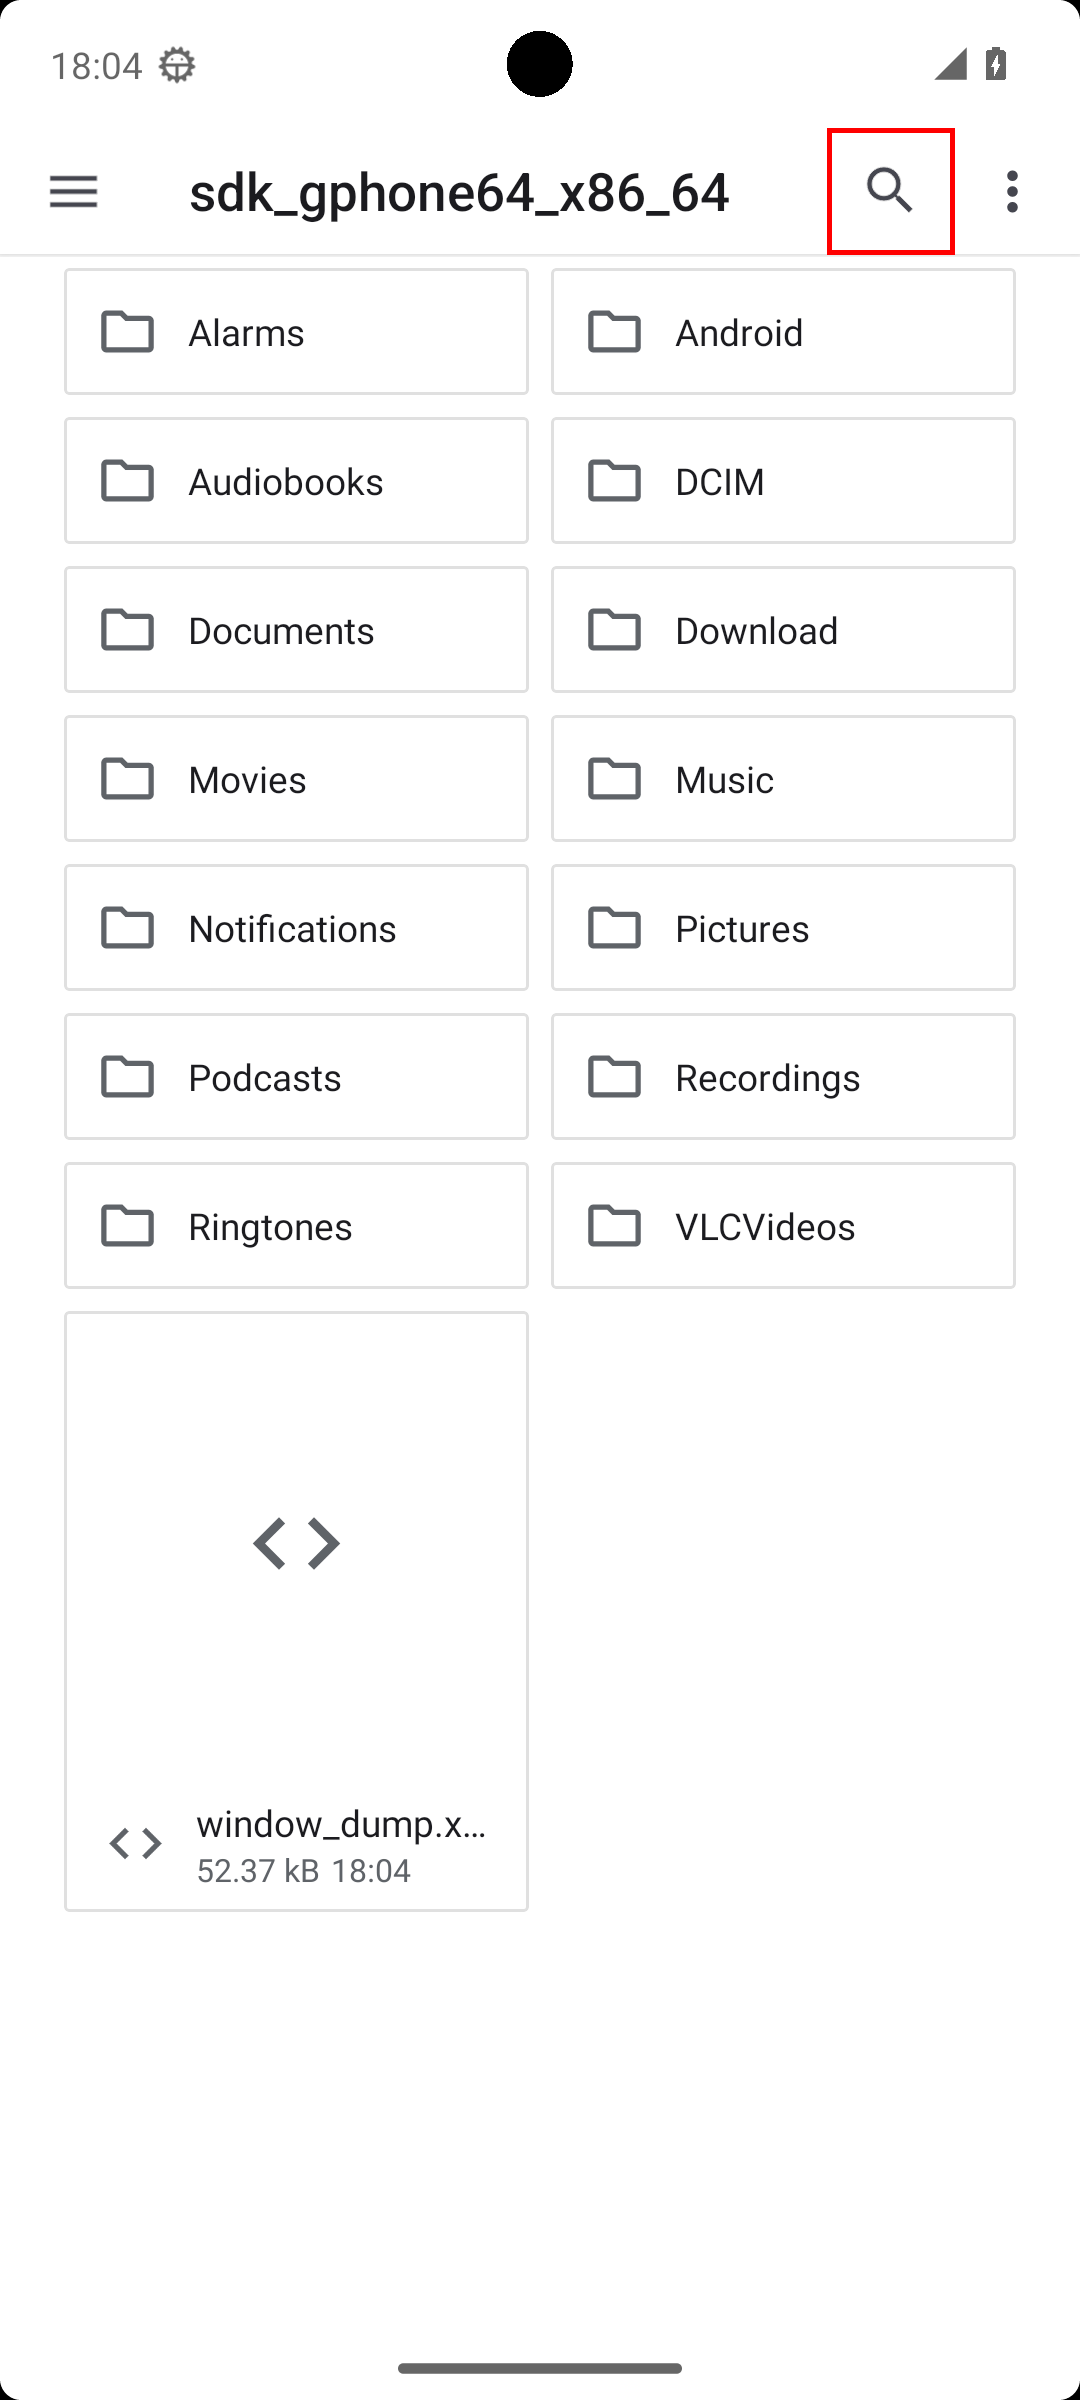 18:04
sdk_gphone64_x86_64
Alarms
Android
Audiobooks
DCIM
Documents
Download
Movies
Music
Notifications
Pictures
Podcasts
Recordings
Ringtones
VLCVideos
window_dump.x...
52.37 kB 18:04